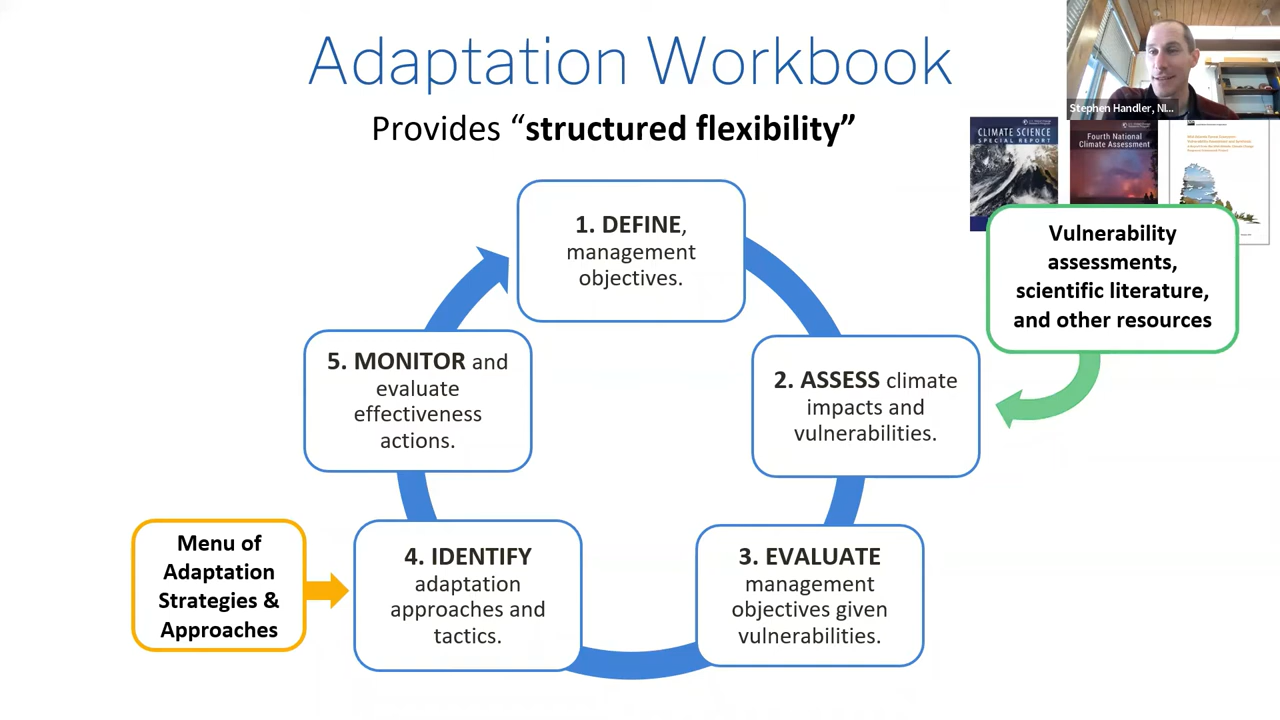 Adaptation Workbook
Provides “structured flexibility”
Stephen Handler, NI...
CLIMATE SCIENCE
SPECIAL REPORT
Fourth National
Climate Assessment
1. DEFINE,
management
objectives.
Vulnerability
assessments,
scientific literature,
and other resources
2. ASSESS climate
impacts and
vulnerabilities.
3. EVALUATE
management
objectives given
vulnerabilities.
4. IDENTIFY
adaptation
approaches and
tactics.
Menu of
Adaptation
Strategies &
Approaches
5. MONITOR and
evaluate
effectiveness
actions.